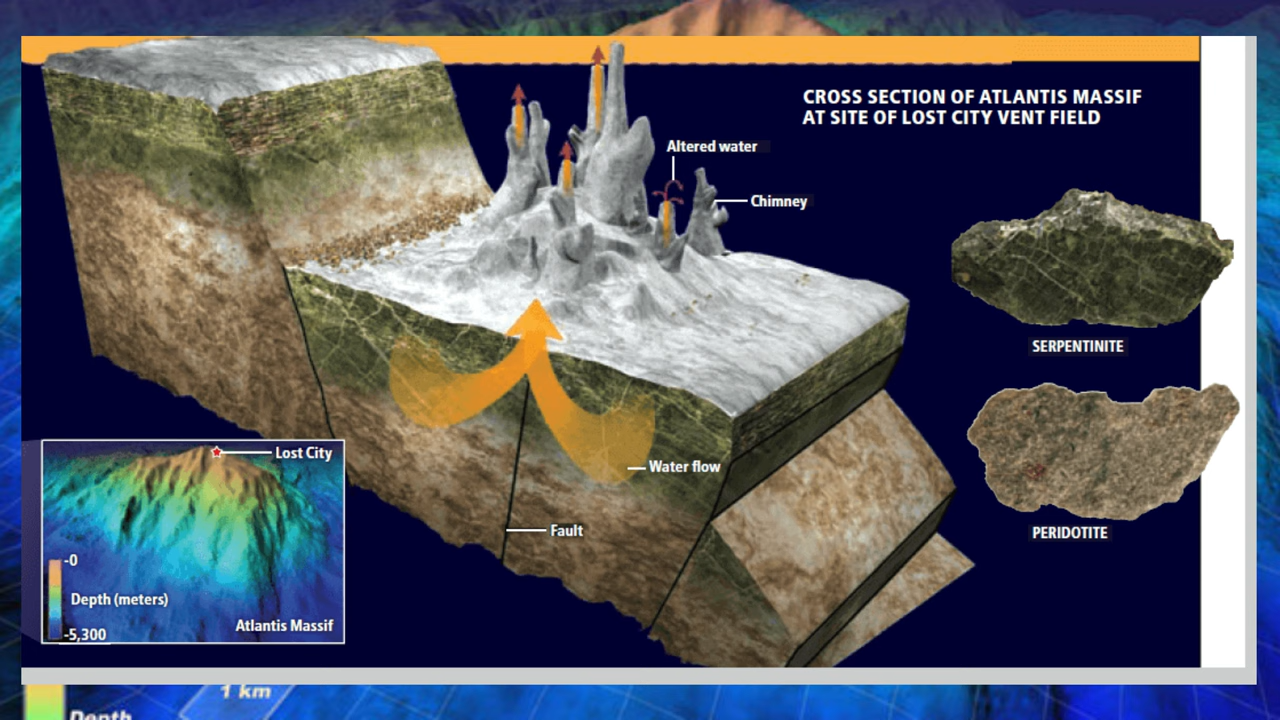 CROSS SECTION OF ATLANTIS MASSIF
AT SITE OF LOST CITY VENT FIELD
Altered water
Chimney
SERPENTINITE
Lost City
Water flow
Fault
PERIDOTITE
-0
Depth (meters)
Atlantis Massif
-5,300
1 km
Depth